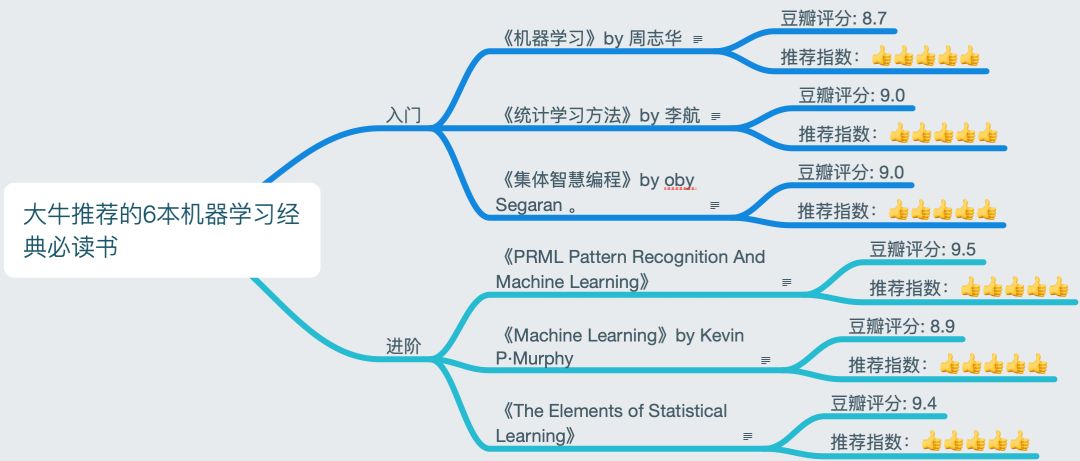 大牛推荐的6本机器学习经
典必读书
入门
《机器学习》by 周志华
豆瓣评分: 8.7
推荐指数：👍👍👍👍👍
《统计学习方法》by 李航
豆瓣评分: 9.0
推荐指数：👍👍👍👍👍
《集体智慧编程》by oby
Segaran 。
豆瓣评分: 9.0
推荐指数：👍👍👍👍👍
进阶
《PRML Pattern Recognition And
Machine Learning》
豆瓣评分: 9.5
推荐指数：👍👍👍👍👍
《Machine Learning》by Kevin
P·Murphy
豆瓣评分: 8.9
推荐指数：👍👍👍👍👍
《The Elements of Statistical
Learning》
豆瓣评分: 9.4
推荐指数：👍👍👍👍👍